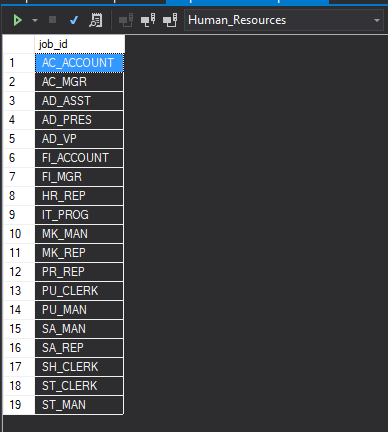 Human_Resources
job_id
1 AC_ACCOUNT
2 AC_MGR
3 AD_ASST
4 AD_PRES
5 AD_VP
6 FI_ACCOUNT
7 FI_MGR
8 HR_REP
9 IT_PROG
10 MK_MAN
11 MK_REP
12 PR_REP
13 PU_CLERK
14 PU_MAN
15 SA_MAN
16 SA_REP
17 SH_CLERK
18 ST_CLERK
19 ST_MAN